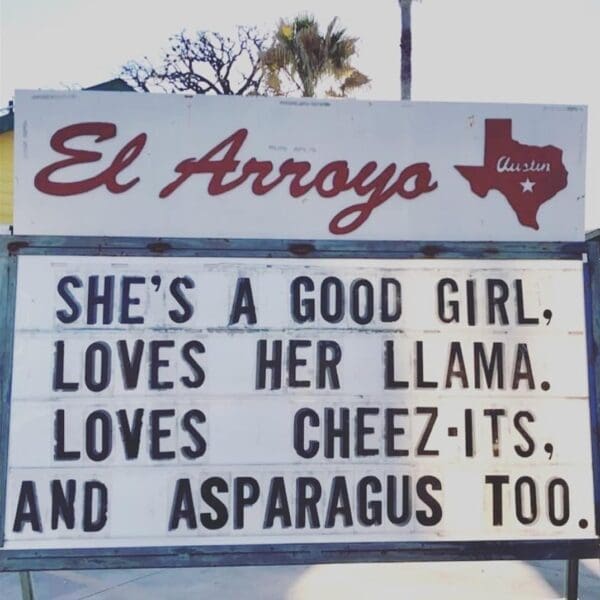 El Arroyo
Austin
SHE'S A GOOD GIRL,
LOVES HER LLAMA.
LOVES CHEEZ-ITS,
AND ASPARAGUS TOO.